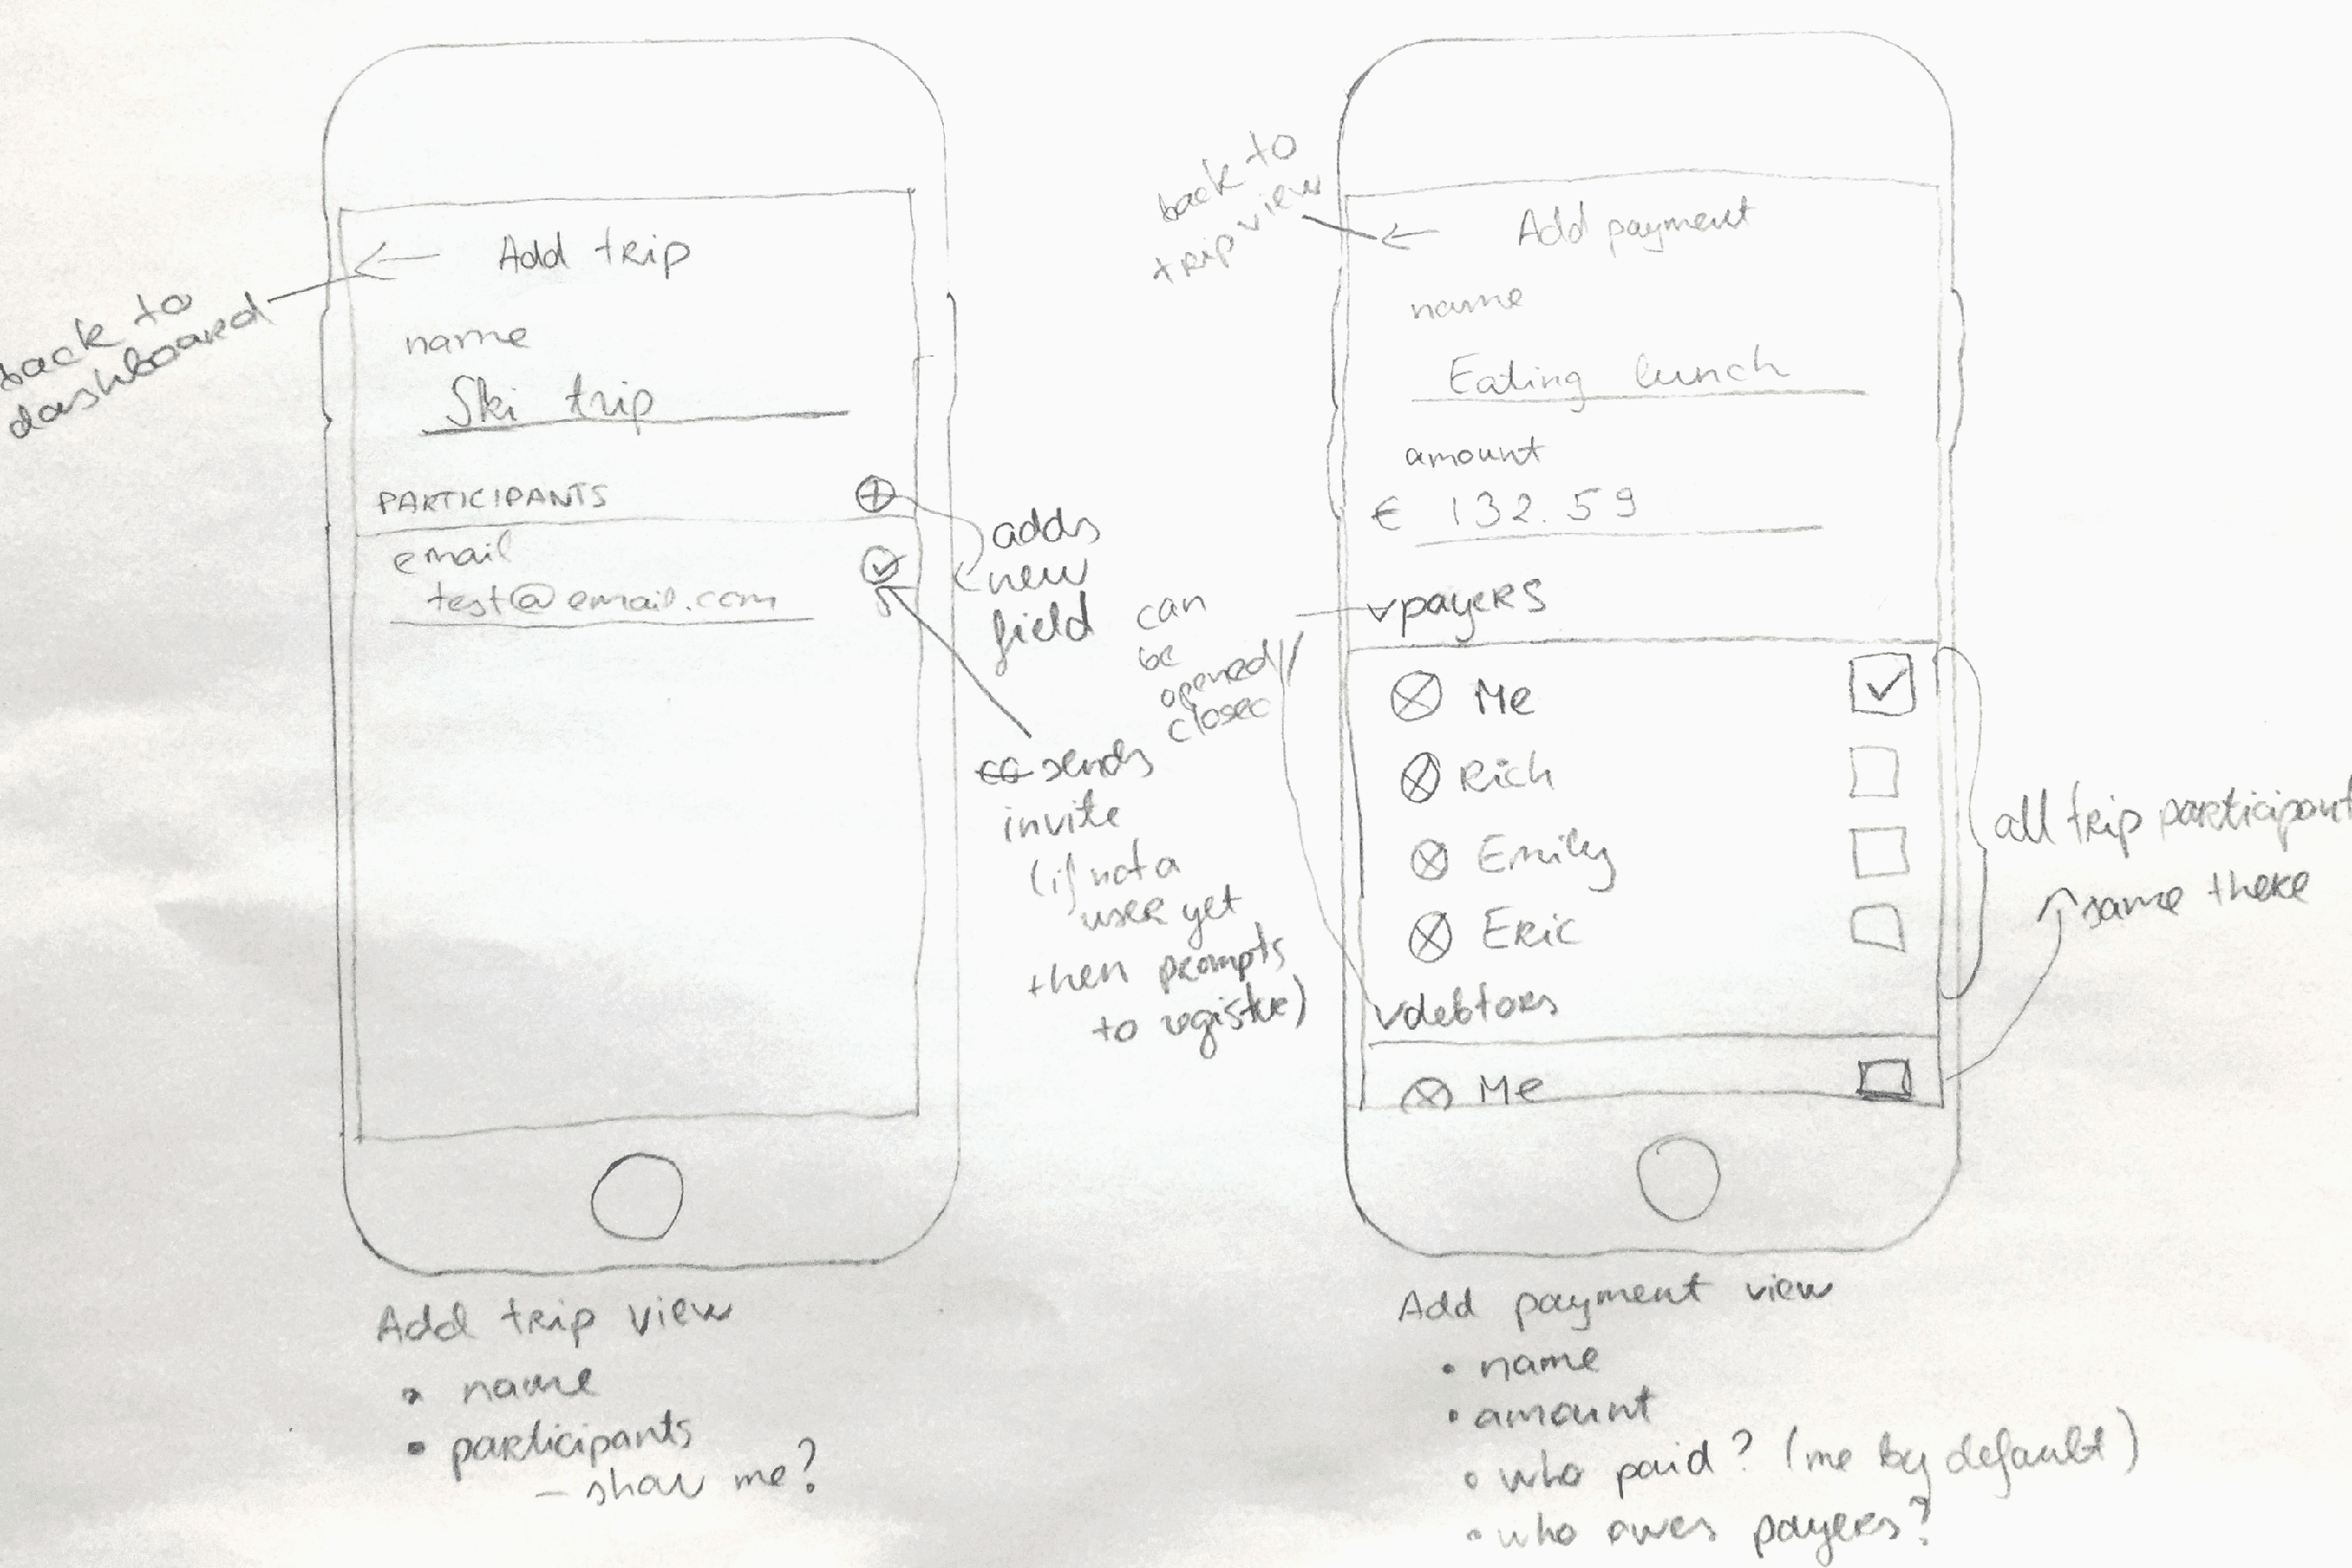 Add trip
name
Ski trip
PARTICIPANTS
email
test@email.com
back to
dashboard
adds
new
field
sends
invite
(if not a
user yet
then prompts
to register)
Add trip view
• name
• participants
– show me?
back to
trip view
Add payment
name
Eating lunch
amount
€ 132.59
payers
Me
Rich
Emily
Eric
debtors
Me
can
be
opened/
closed
all trip participant
same there
Add payment view
• name
• amount
• who paid? (me by default)
• who owes payers?